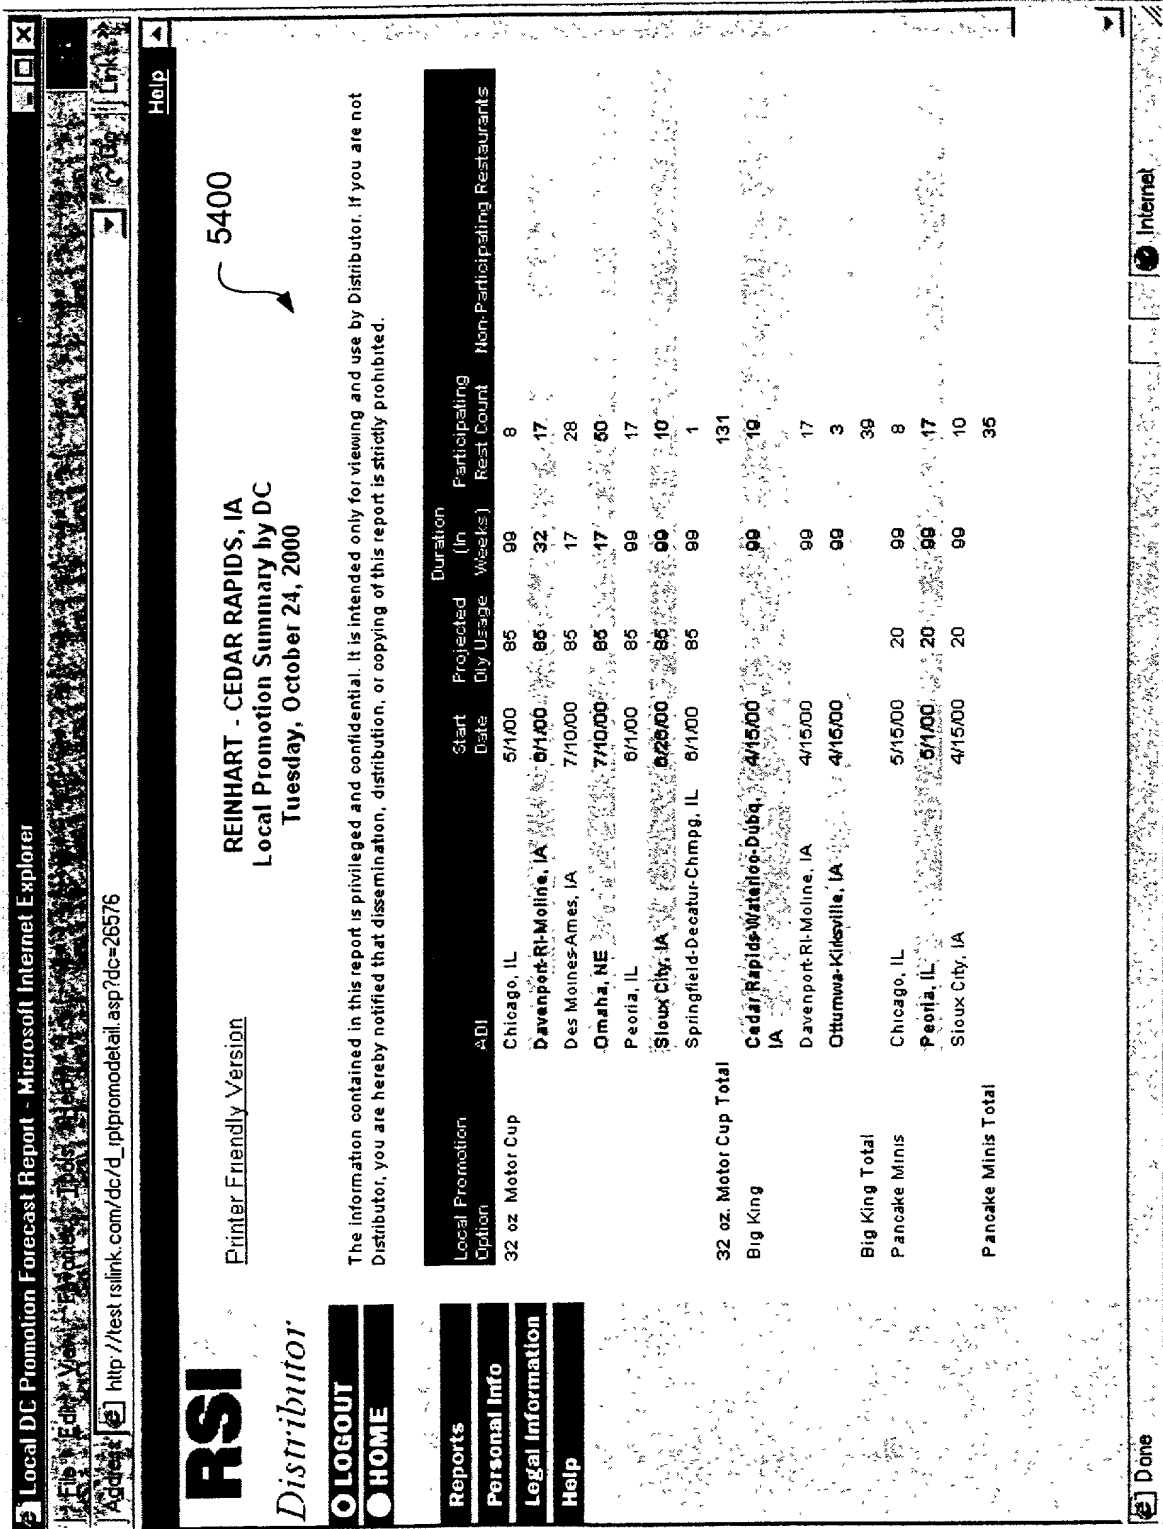 Local DC Promotion Forecast Report - Microsoft Internet Explorer
File Edit View Favorites Tools Help
Address http://test.rsilink.com/dc/d_rptpromodetail.asp?dc=26576 Go Links »
Help
RSI
Distributor
LOGOUT
HOME
Reports
Personal Info
Legal Information
Help
Printer Friendly Version
REINHART - CEDAR RAPIDS, IA
Local Promotion Summary by DC
Tuesday, October 24, 2000
5400
The information contained in this report is privileged and confidential. It is intended only for viewing and use by Distributor. If you are not
Distributor, you are hereby notified that dissemination, distribution, or copying of this report is strictly prohibited.
Local Promotion Option ADI Start Date Projected Dly Usage Duration (In Weeks) Participating Rest Count Non-Participating Restaurants
32 oz Motor Cup Chicago, IL 5/1/00 85 99 8
Davenport-RI-Moline, IA 6/1/00 85 32 17
Des Moines-Ames, IA 7/10/00 85 17 28
Omaha, NE 7/10/00 85 17 50
Peoria, IL 6/1/00 85 99 17
Sioux City, IA 6/26/00 85 99 10
Springfield-Decatur-Chmpg, IL 6/1/00 85 99 1
32 oz. Motor Cup Total 131
Big King Cedar Rapids-Waterloo-Dubq, 4/15/00 99 19
IA
Davenport-RI-Moline, IA 4/15/00 99 17
Ottumwa-Kirksville, IA 4/15/00 99 3
Big King Total 39
Pancake Minis Chicago, IL 5/15/00 20 99 8
Peoria, IL 5/1/00 20 99 17
Sioux City, IA 4/15/00 20 99 10
Pancake Minis Total 35
Done Internet